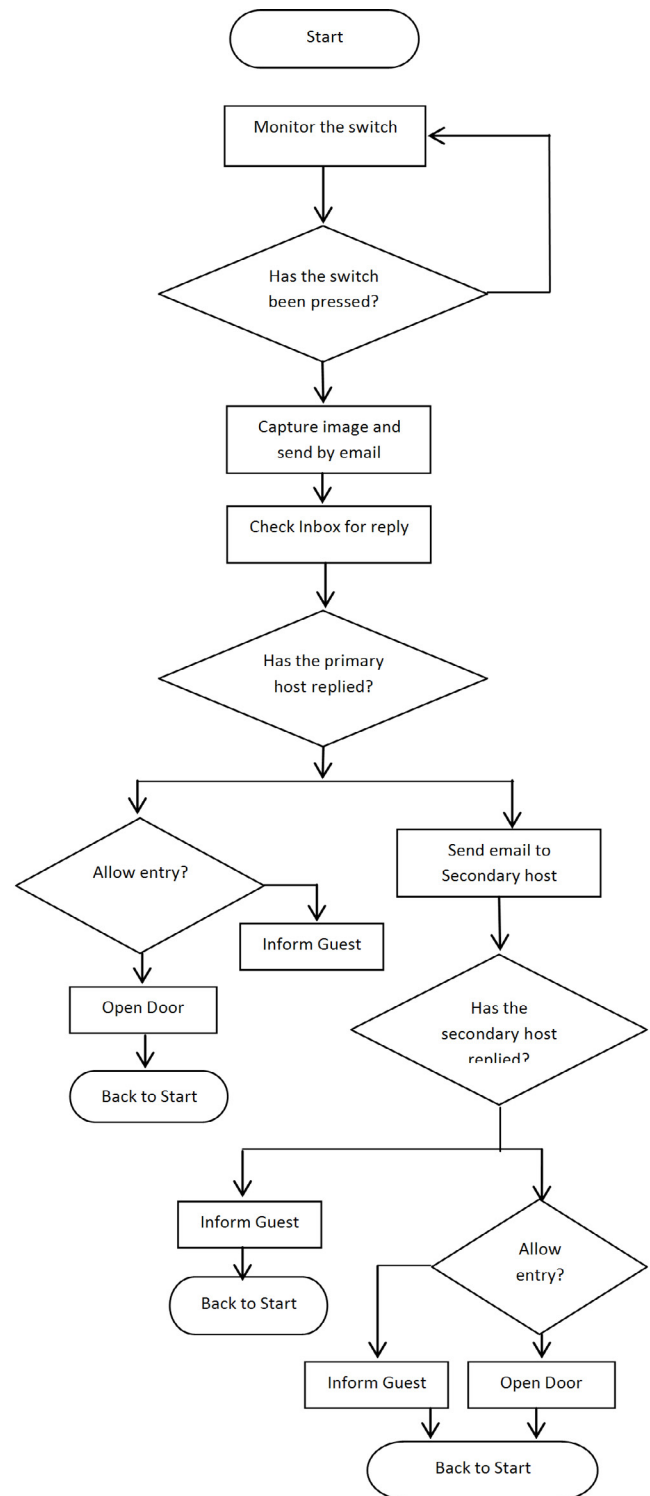 Start
Monitor the switch
Has the switch
been pressed?
Capture image and
send by email
Check Inbox for reply
Has the primary
host replied?
Allow entry?
Send email to
Secondary host
Inform Guest
Open Door
Has the
secondary host
replied?
Back to Start
Inform Guest
Allow
entry?
Back to Start
Inform Guest
Open Door
Back to Start